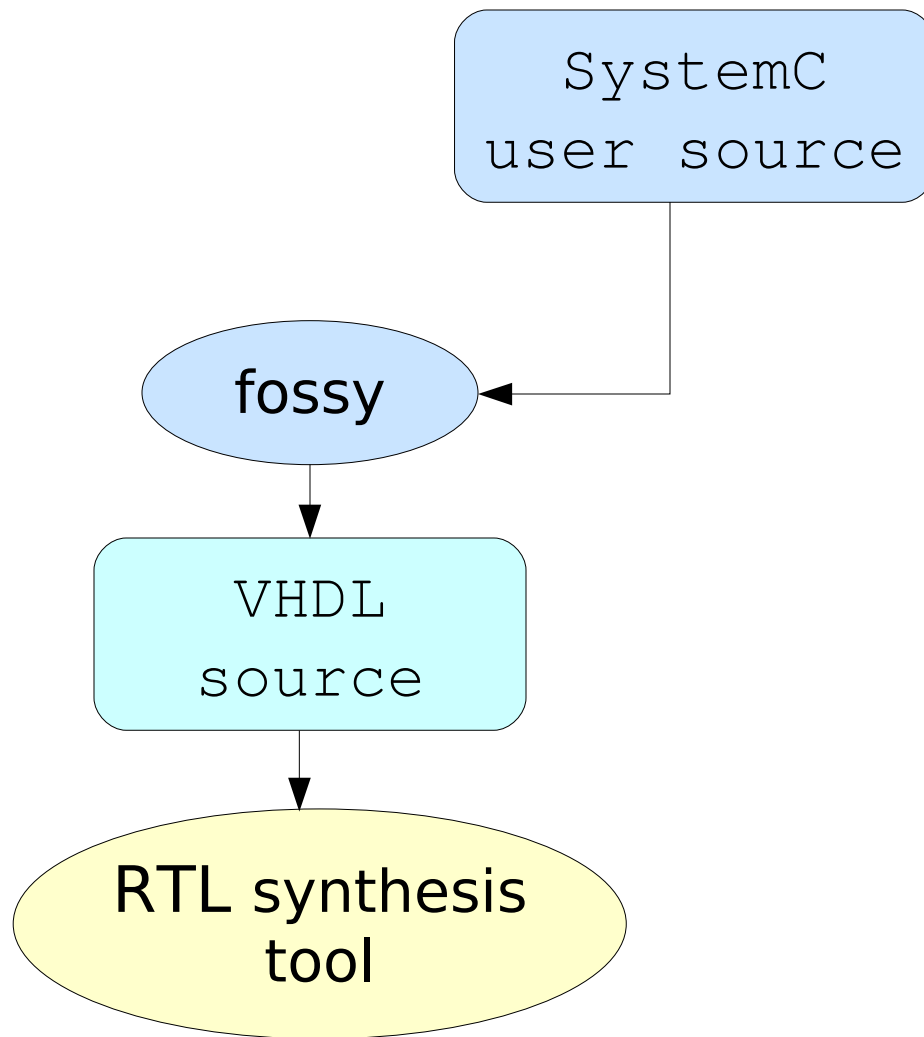 SystemC
user source
fossy
VHDL
source
RTL synthesis
tool